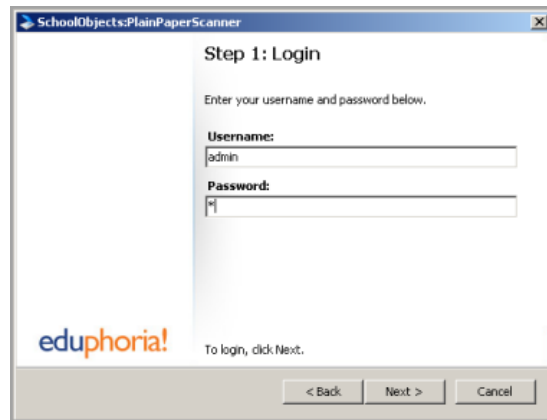 SchoolObjects:PlainPaperScanner
Step 1: Login
Enter your username and password below.
Username:
admin
Password:
*
eduphoria!
To login, click Next.
< Back Next > Cancel